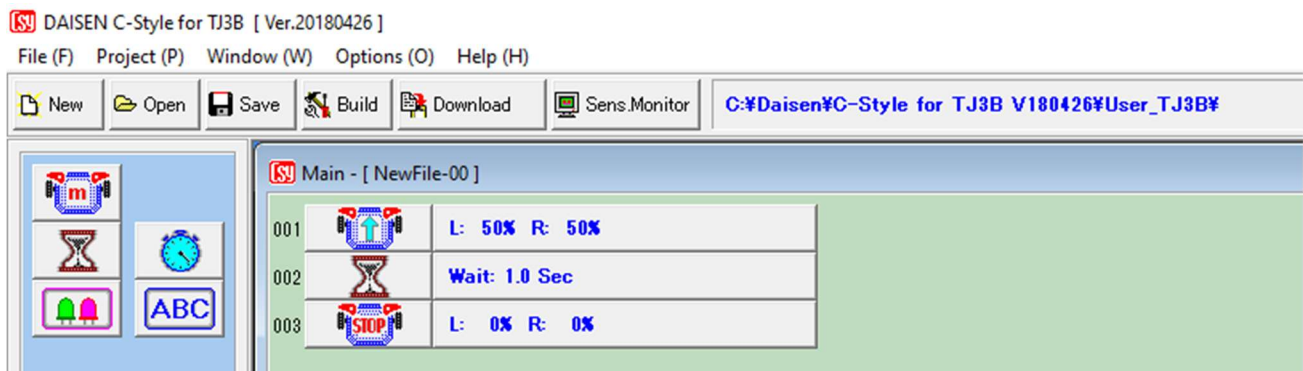 DAISEN C-Style for TJ3B [ Ver.20180426 ]
File (F) Project (P) Window (W) Options (O) Help (H)
New Open Save Build Download Sens.Monitor C:¥Daisen¥C-Style for TJ3B V180426¥User_TJ3B¥
m
Main - [ NewFile-00 ]
001 L: 50% R: 50%
002 Wait: 1.0 Sec
ABC
003 STOP L: 0% R: 0%